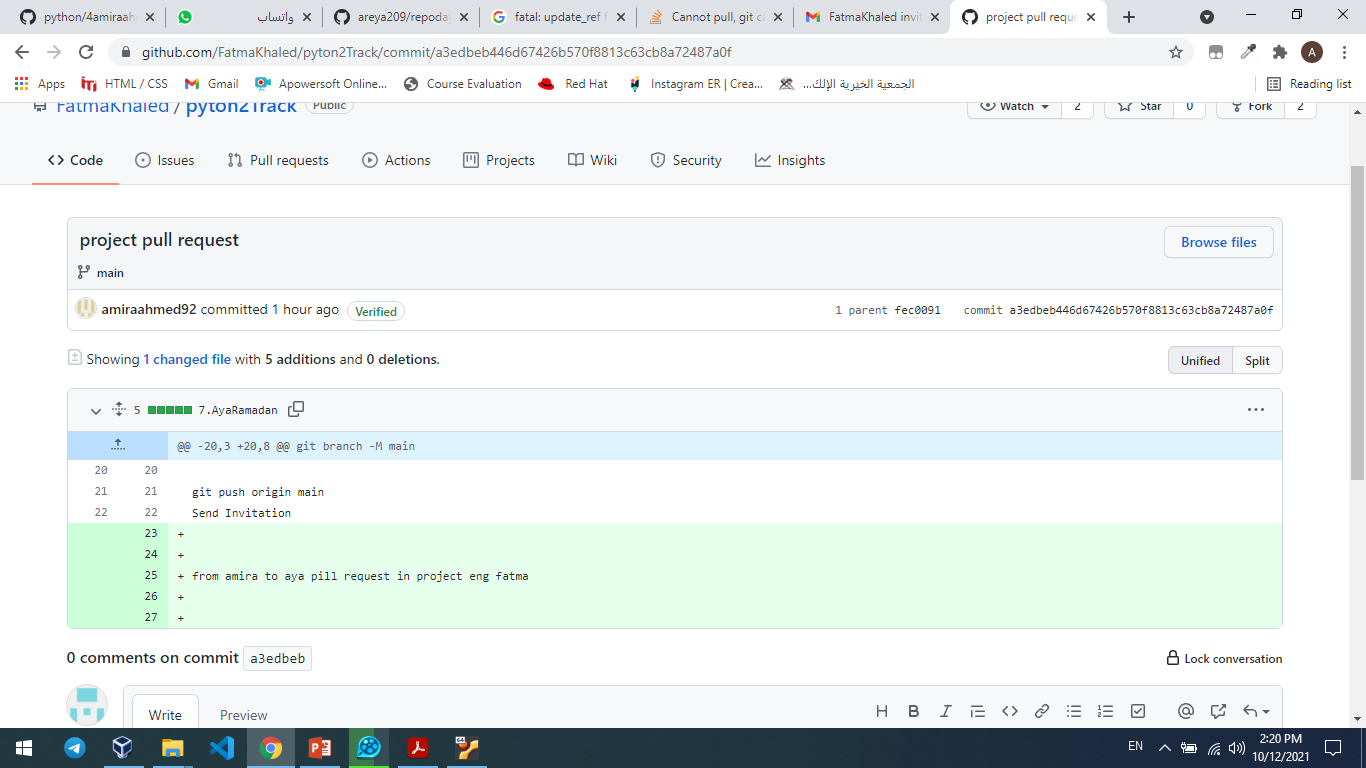 python/4amiraahm
واتساب
areya209/repoday
fatal: update_ref f
Cannot pull, git ca
FatmaKhaled invit
project pull reque
github.com/FatmaKhaled/pyton2Track/commit/a3edbeb446d67426b570f8813c63cb8a72487a0f
A
Apps
HTML / CSS
Gmail
Apowersoft Online...
Course Evaluation
Red Hat
Instagram ER | Crea...
الجمعية الخيرية الإلك...
Reading list
FatmaKhaled / pyton2Track Public
Watch 2
Star 0
Fork 2
Code
Issues
Pull requests
Actions
Projects
Wiki
Security
Insights
project pull request
Browse files
main
amiraahmed92 committed 1 hour ago Verified
1 parent fec0091 commit a3edbeb446d67426b570f8813c63cb8a72487a0f
Showing 1 changed file with 5 additions and 0 deletions.
Unified Split
5 7.AyaRamadan
@@ -20,3 +20,8 @@ git branch -M main
20 20
21 21 git push origin main
22 22 Send Invitation
23 +
24 +
25 + from amira to aya pill request in project eng fatma
26 +
27 +
0 comments on commit a3edbeb
Lock conversation
Write Preview
EN
2:20 PM
10/12/2021